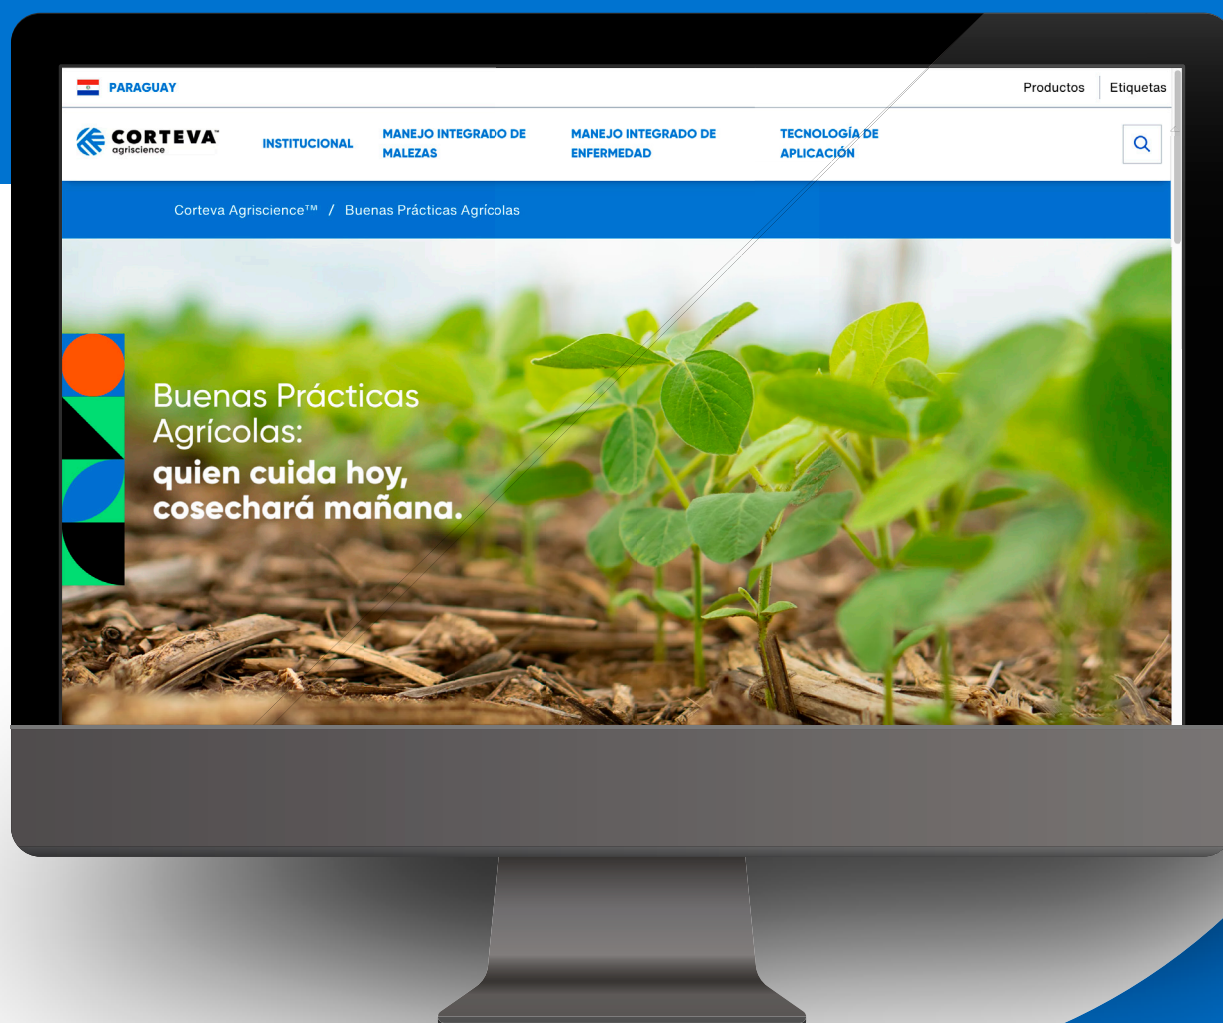 PARAGUAY
Productos
Etiquetas
CORTEVA™
agriscience
INSTITUCIONAL
MANEJO INTEGRADO DE
MALEZAS
MANEJO INTEGRADO DE
ENFERMEDAD
TECNOLOGÍA DE
APLICACIÓN
Corteva Agriscience™ / Buenas Prácticas Agrícolas
Buenas Prácticas
Agrícolas:
quien cuida hoy,
cosechará mañana.